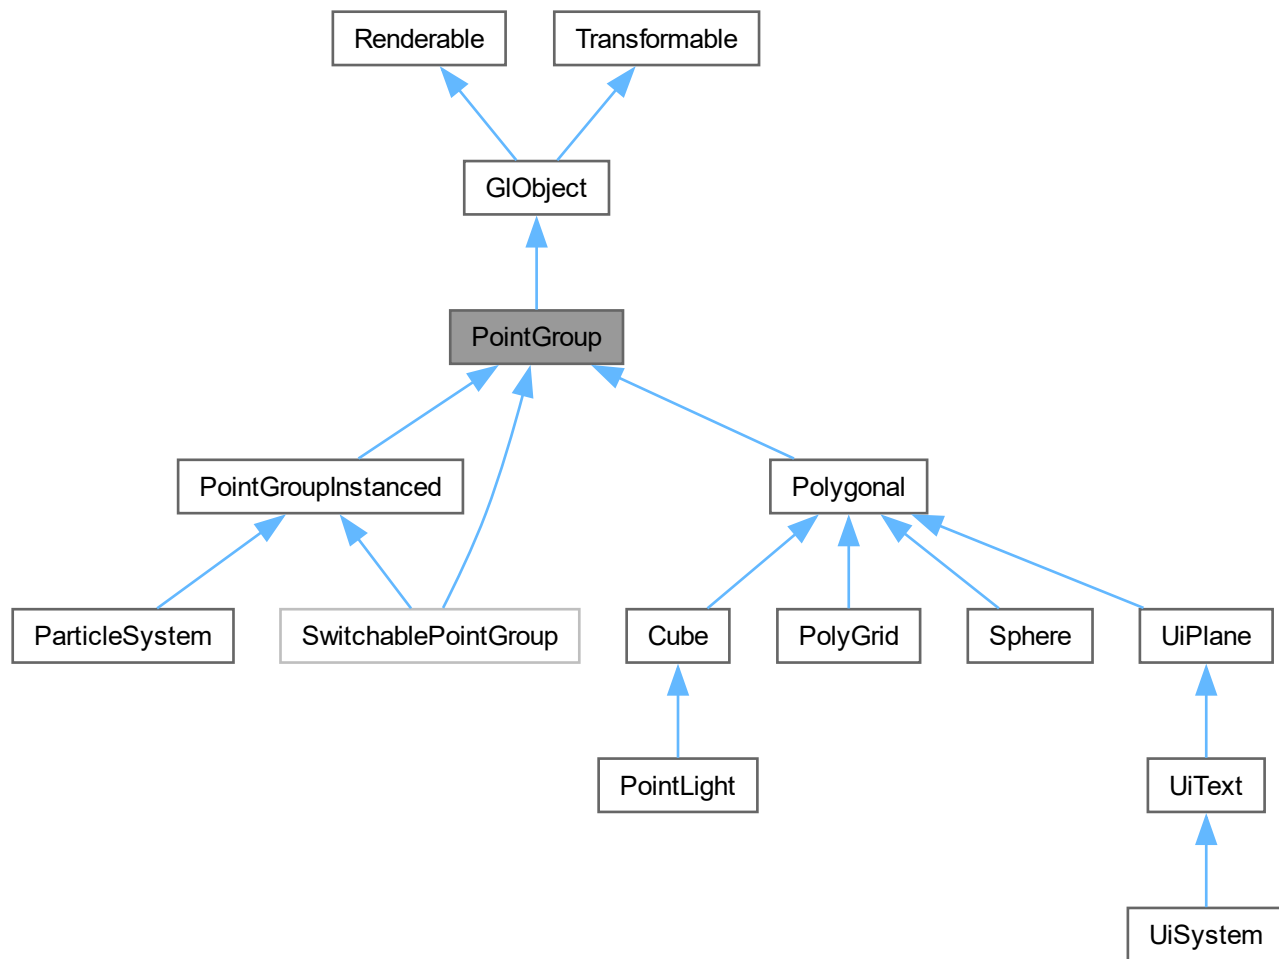 Renderable
Transformable
GlObject
PointGroup
PointGroupInstanced
Polygonal
ParticleSystem
SwitchablePointGroup
Cube
PolyGrid
Sphere
UiPlane
PointLight
UiText
UiSystem